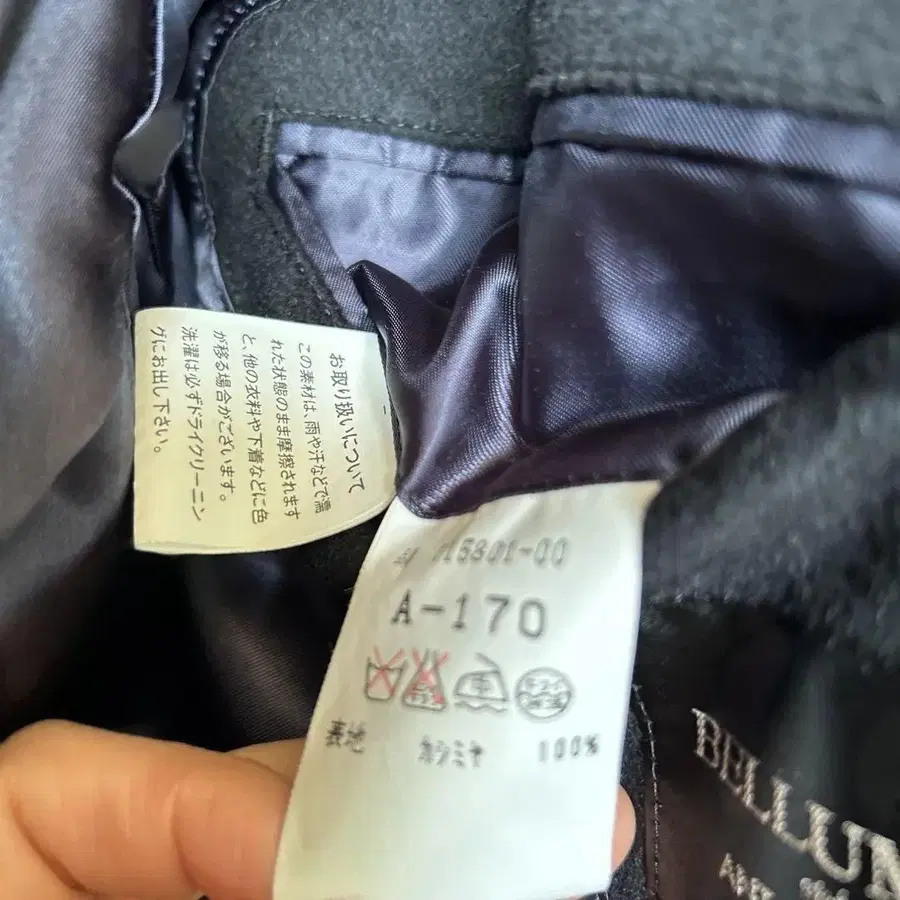 お取り扱いについて
この素材は、雨や汗などで濡
れた状態のまま摩擦されます
と、他の衣料や下着などに色
が移る場合がございます。
洗濯は必ずドライクリーニン
グにお出し下さい。
A-170
表地 カシミヤ 100%
BELLUM